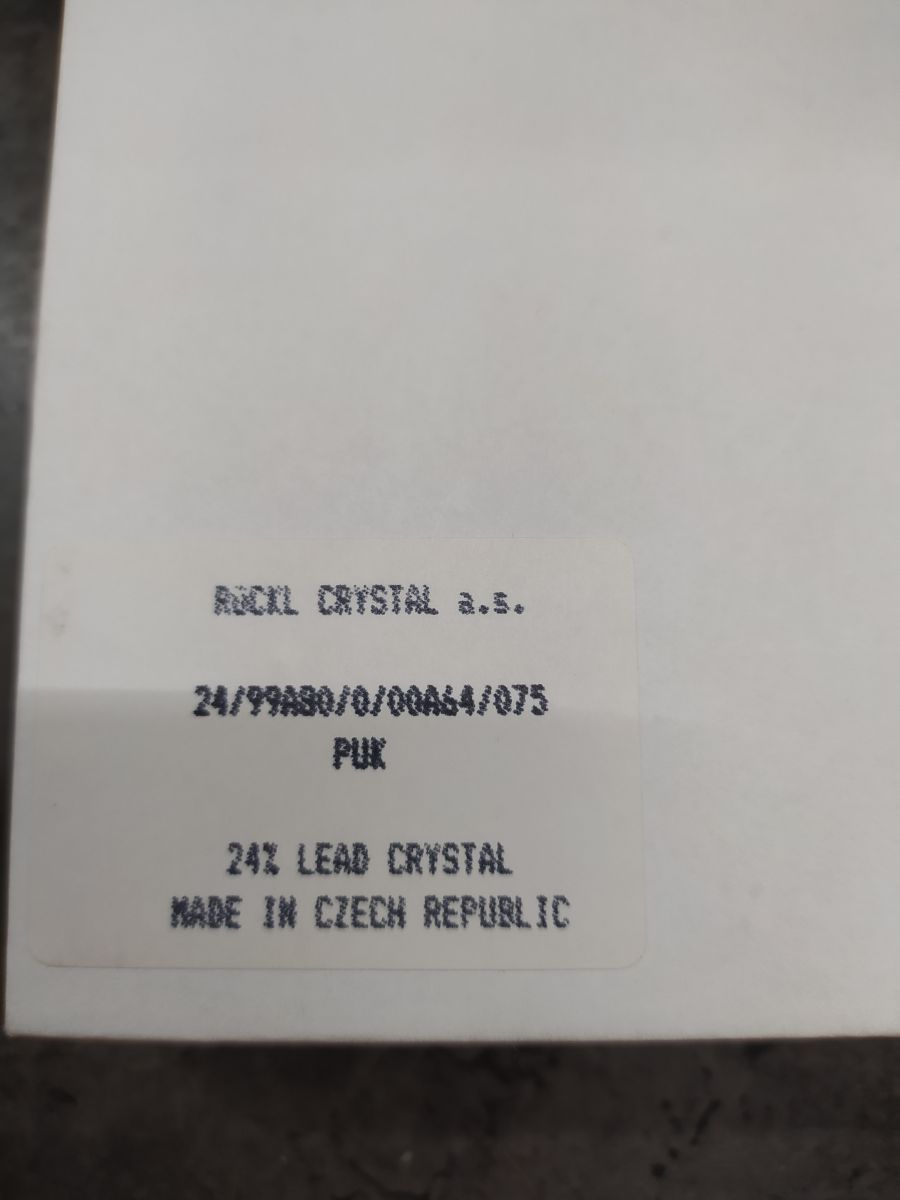 RÜCKL CRYSTAL a.s.
24/99A80/0/00A64/075
PUK
24% LEAD CRYSTAL
MADE IN CZECH REPUBLIC